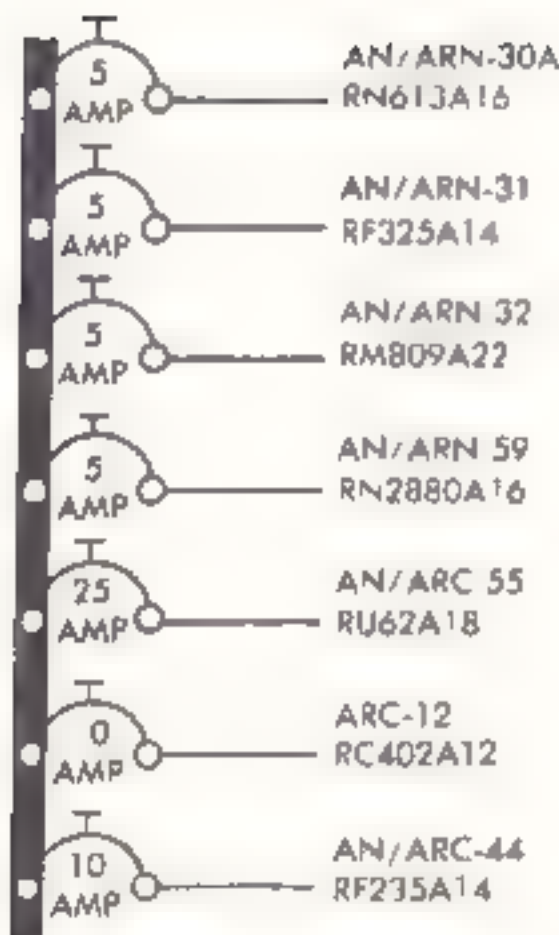 5
AMP
AN/ARN-30A
RN613A16
5
AMP
AN/ARN-31
RF325A14
5
AMP
AN/ARN 32
RM809A22
5
AMP
AN/ARN 59
RN2880A16
25
AMP
AN/ARC 55
RU62A18
0
AMP
ARC-12
RC402A12
10
AMP
AN/ARC-44
RF235A14